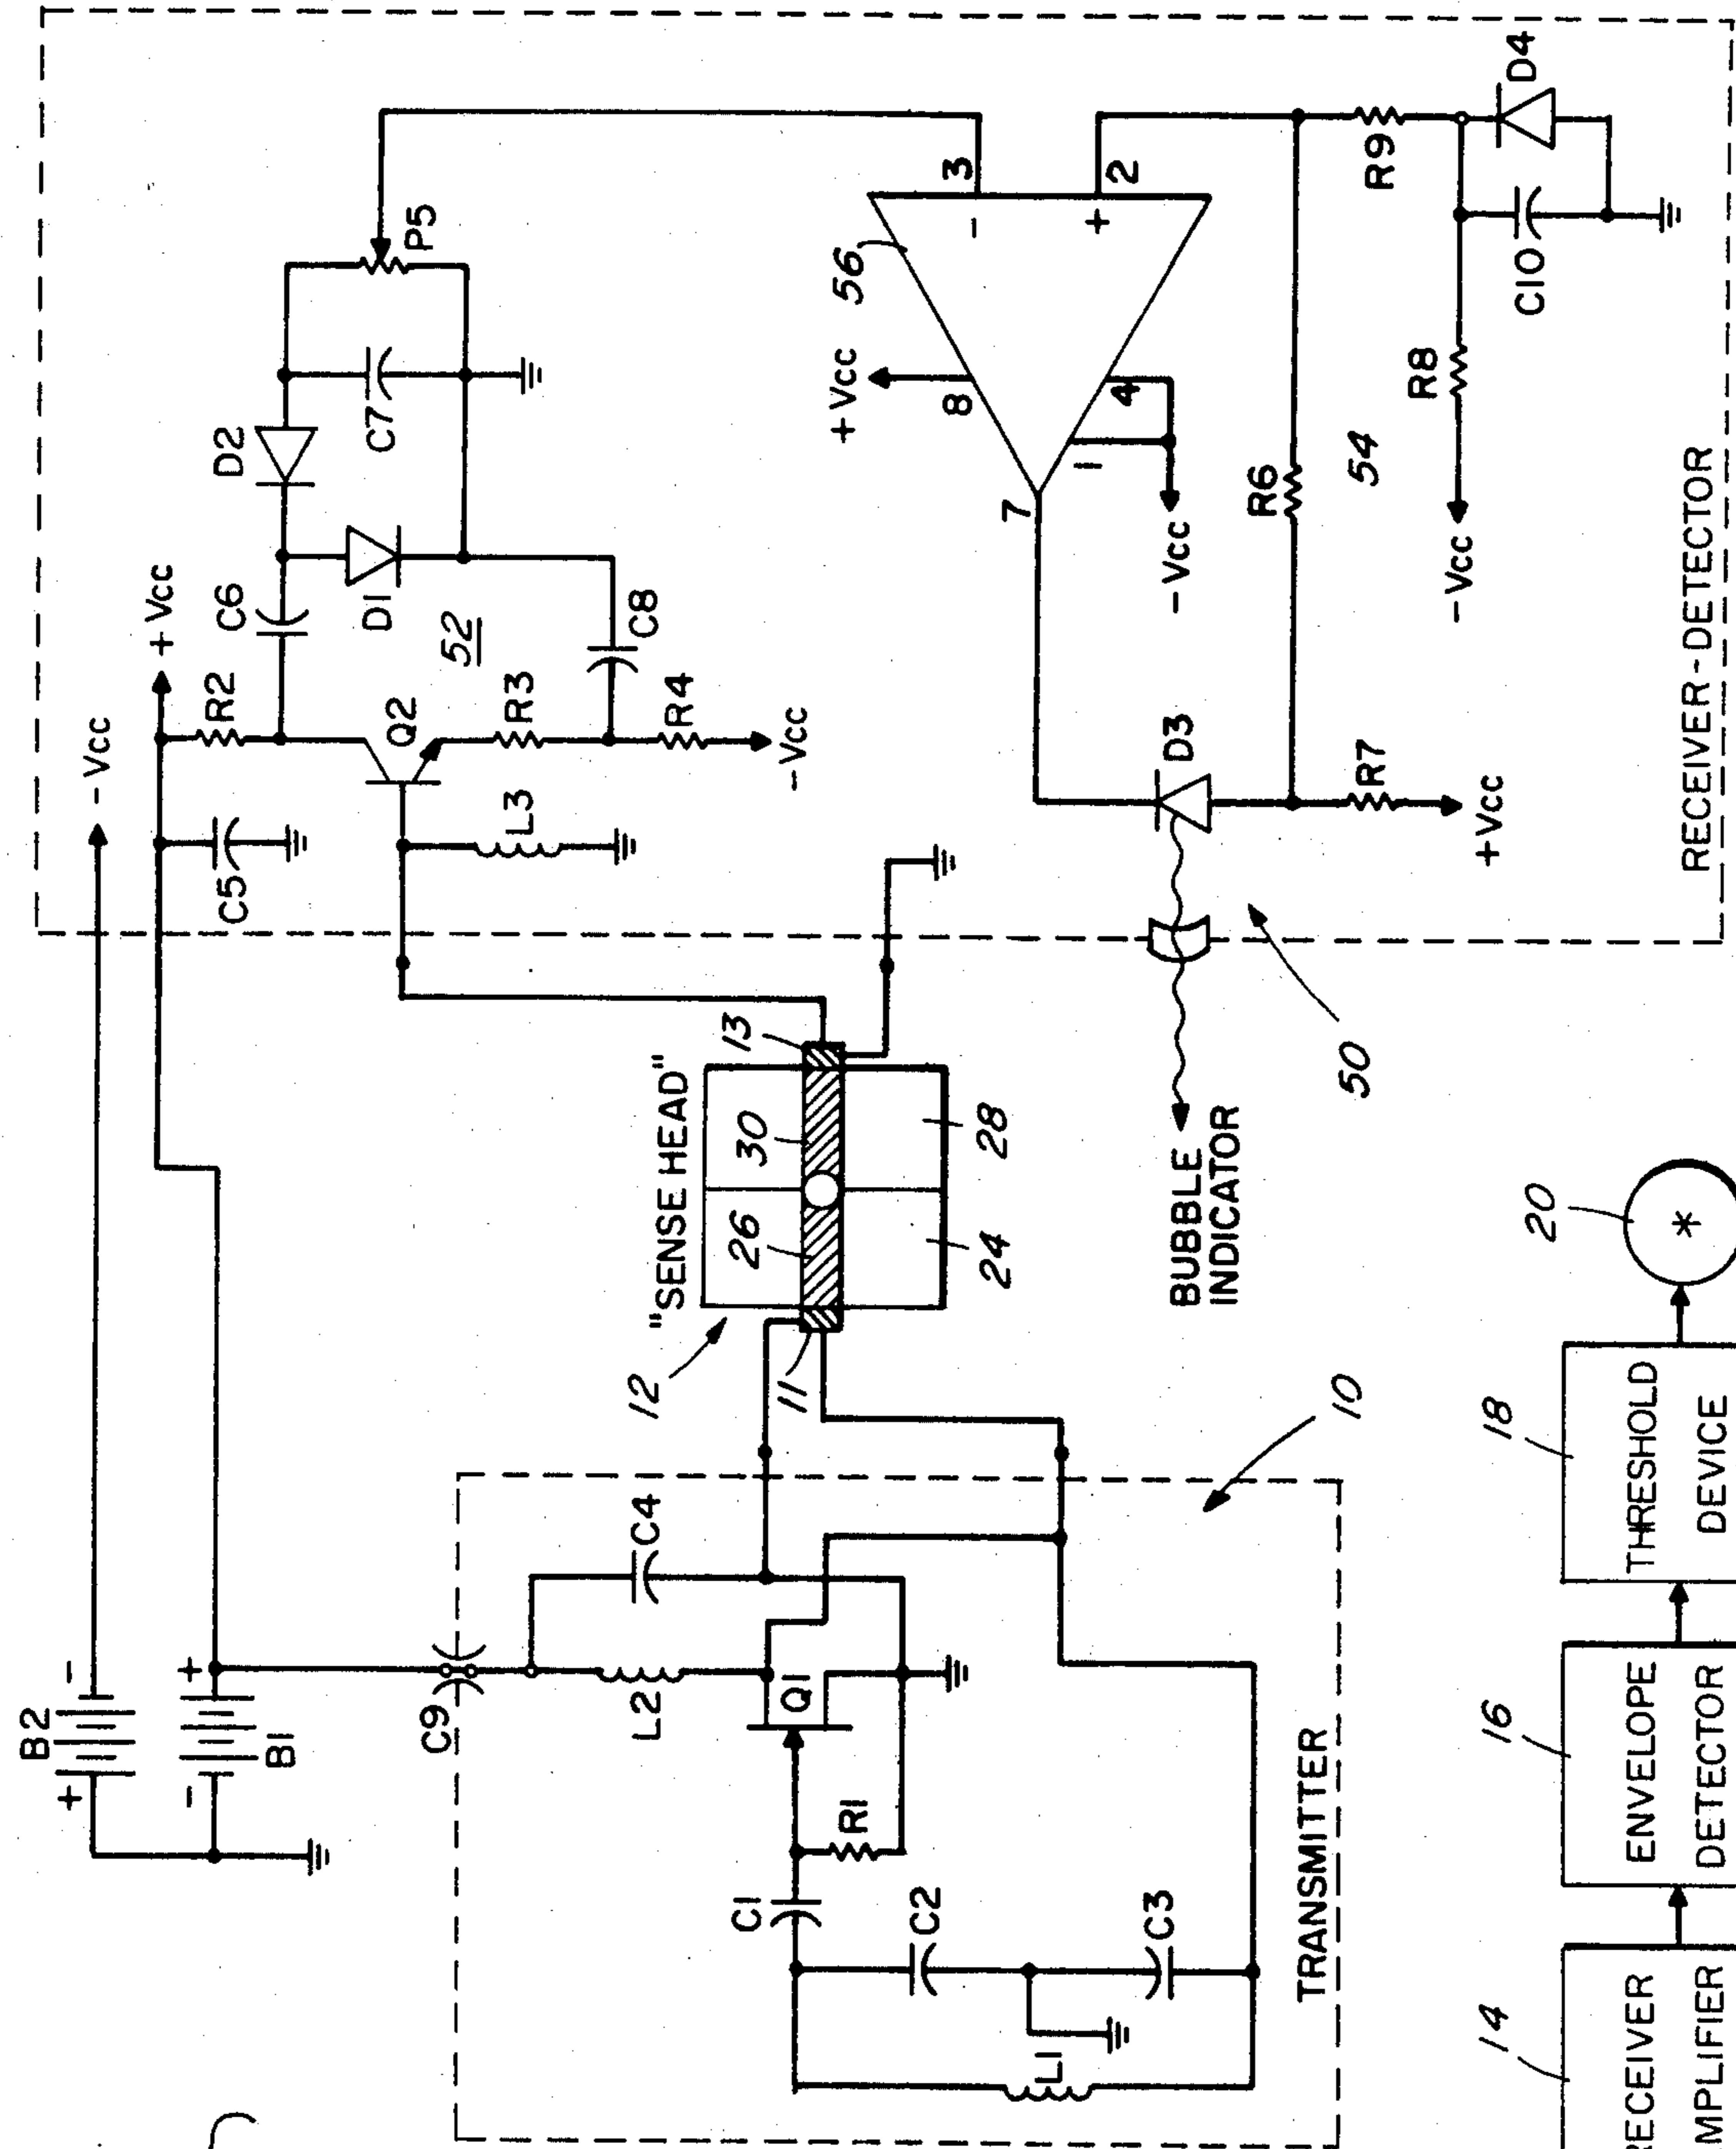 B2
+
-
-Vcc
B1
-
+
+Vcc
C9
C5
R2
C6
D2
D1
C7
P5
52
Q2
R3
C8
R4
-Vcc
L3
L2
C4
Q1
R1
C1
C2
C3
L1
TRANSMITTER
10
12
"SENSE HEAD"
11
26
30
13
24
28
BUBBLE
INDICATOR
50
D3
R7
+Vcc
7
56
+Vcc
8
-
3
+
2
4
1
-Vcc
R6
54
R9
R8
-Vcc
C10
D4
RECEIVER-DETECTOR
14
RECEIVER
MPLIFIER
16
ENVELOPE
DETECTOR
18
THRESHOLD
DEVICE
20
*